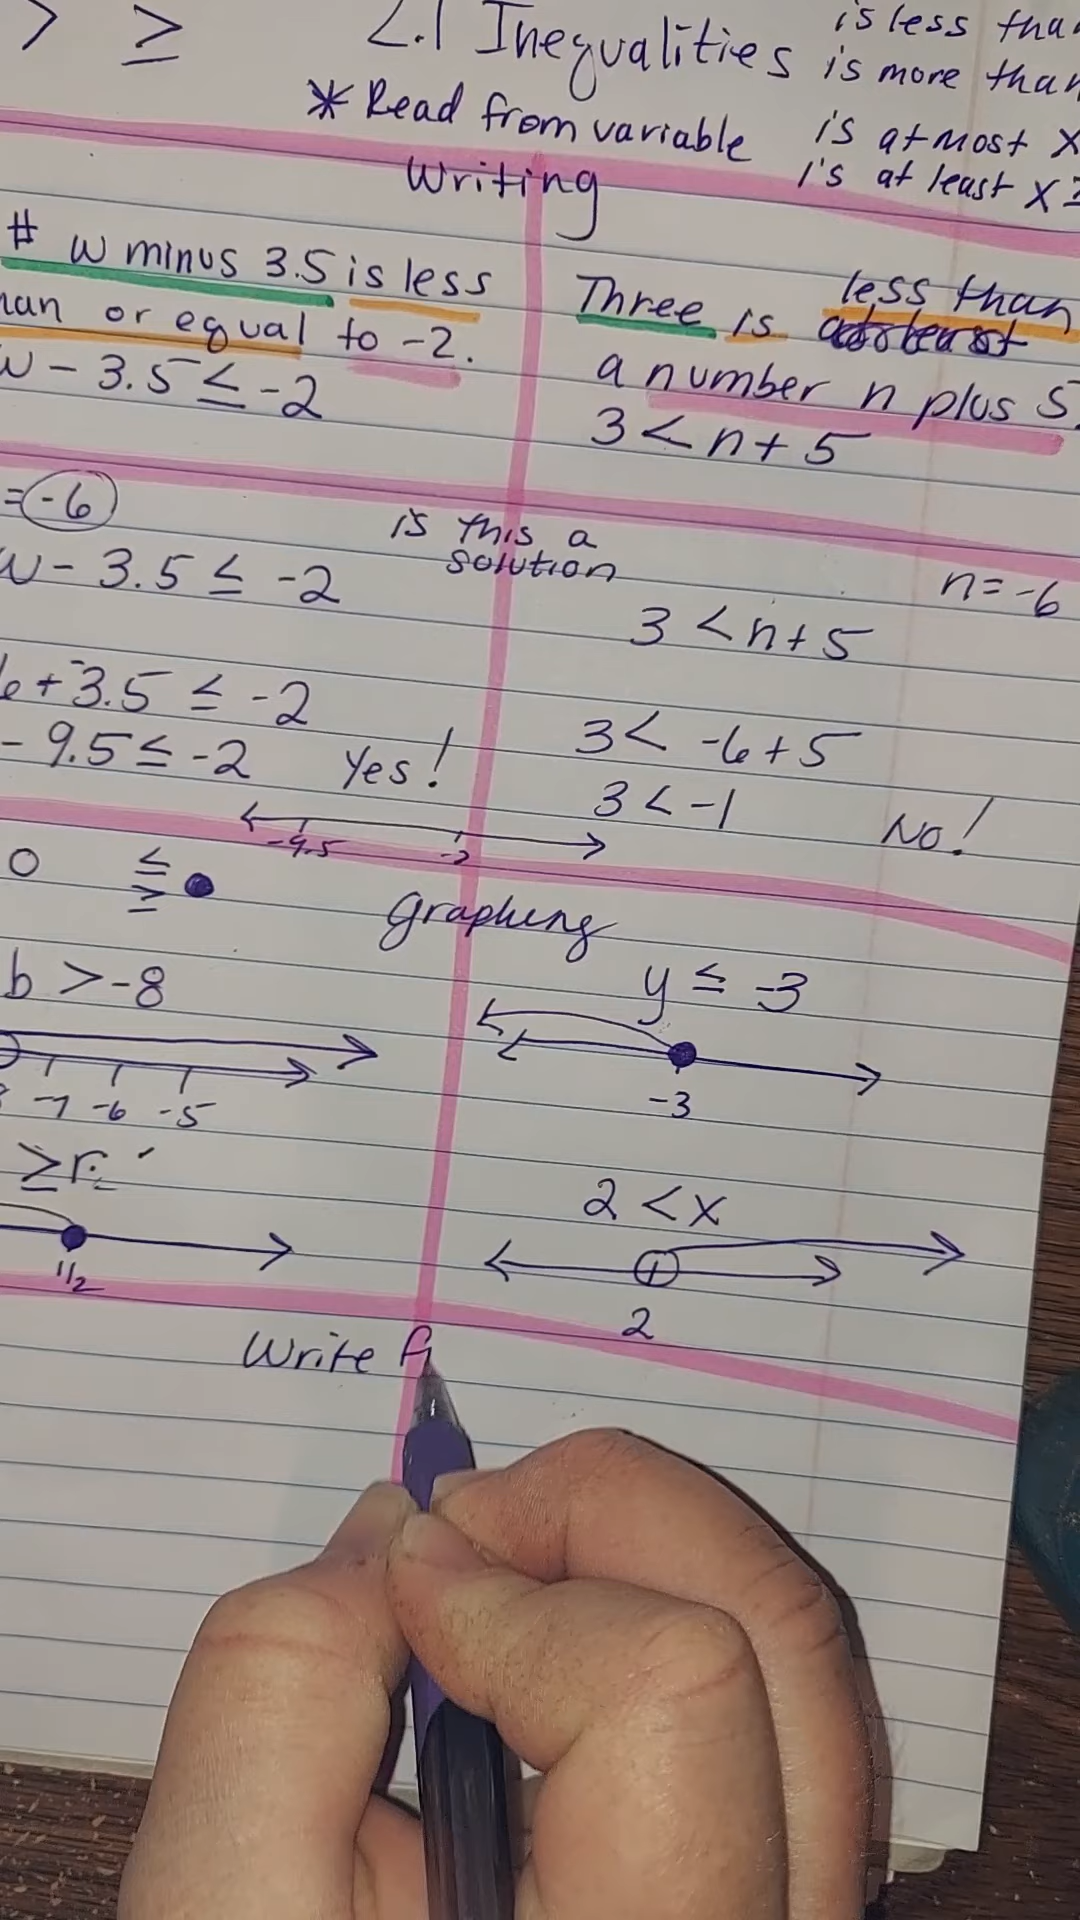 > ≥ 2.1 Inequalities
is less than
is more than
* Read from variable
is at most x
is at least x ≥
Writing
# w minus 3.5 is less
than or equal to -2.
w - 3.5 ≤ -2
less than
Three is
a number n plus 5.
3 < n + 5
= -6
is this a
solution
w - 3.5 ≤ -2
n = -6
3 < n + 5
6 + -3.5 ≤ -2
-9.5 ≤ -2 Yes!
-9.5 -2
3 < -6 + 5
3 < -1 No!
O ≤ ≥ ●
Graphing
b > -8
-7 -6 -5
y ≤ -3
-3
≥ r
1 1/2
2 < x
2
Write f